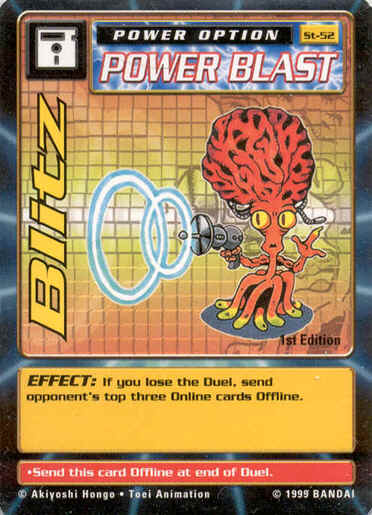 POWER OPTION
St-52
POWER BLAST
Blitz
1st Edition
EFFECT: If you lose the Duel, send
opponent's top three Online cards Offline.
•Send this card Offline at end of Duel.
© Akiyoshi Hongo • Toei Animation
© 1999 BANDAI